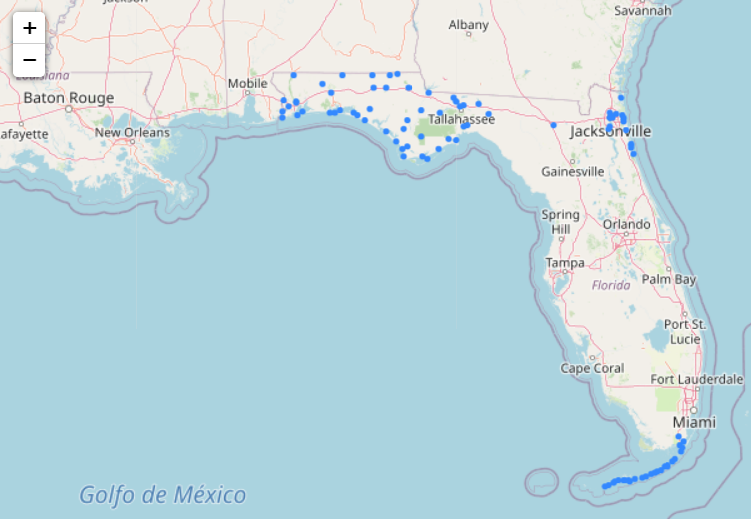 Jackson
Savannah
+
Albany
−
Louisiana
Mobile
Baton Rouge
Lafayette
New Orleans
Tallahassee
Jacksonville
Gainesville
Spring
Hill
Orlando
Tampa
Palm Bay
Florida
Port St.
Lucie
Cape Coral
Fort Lauderdale
Miami
Golfo de México